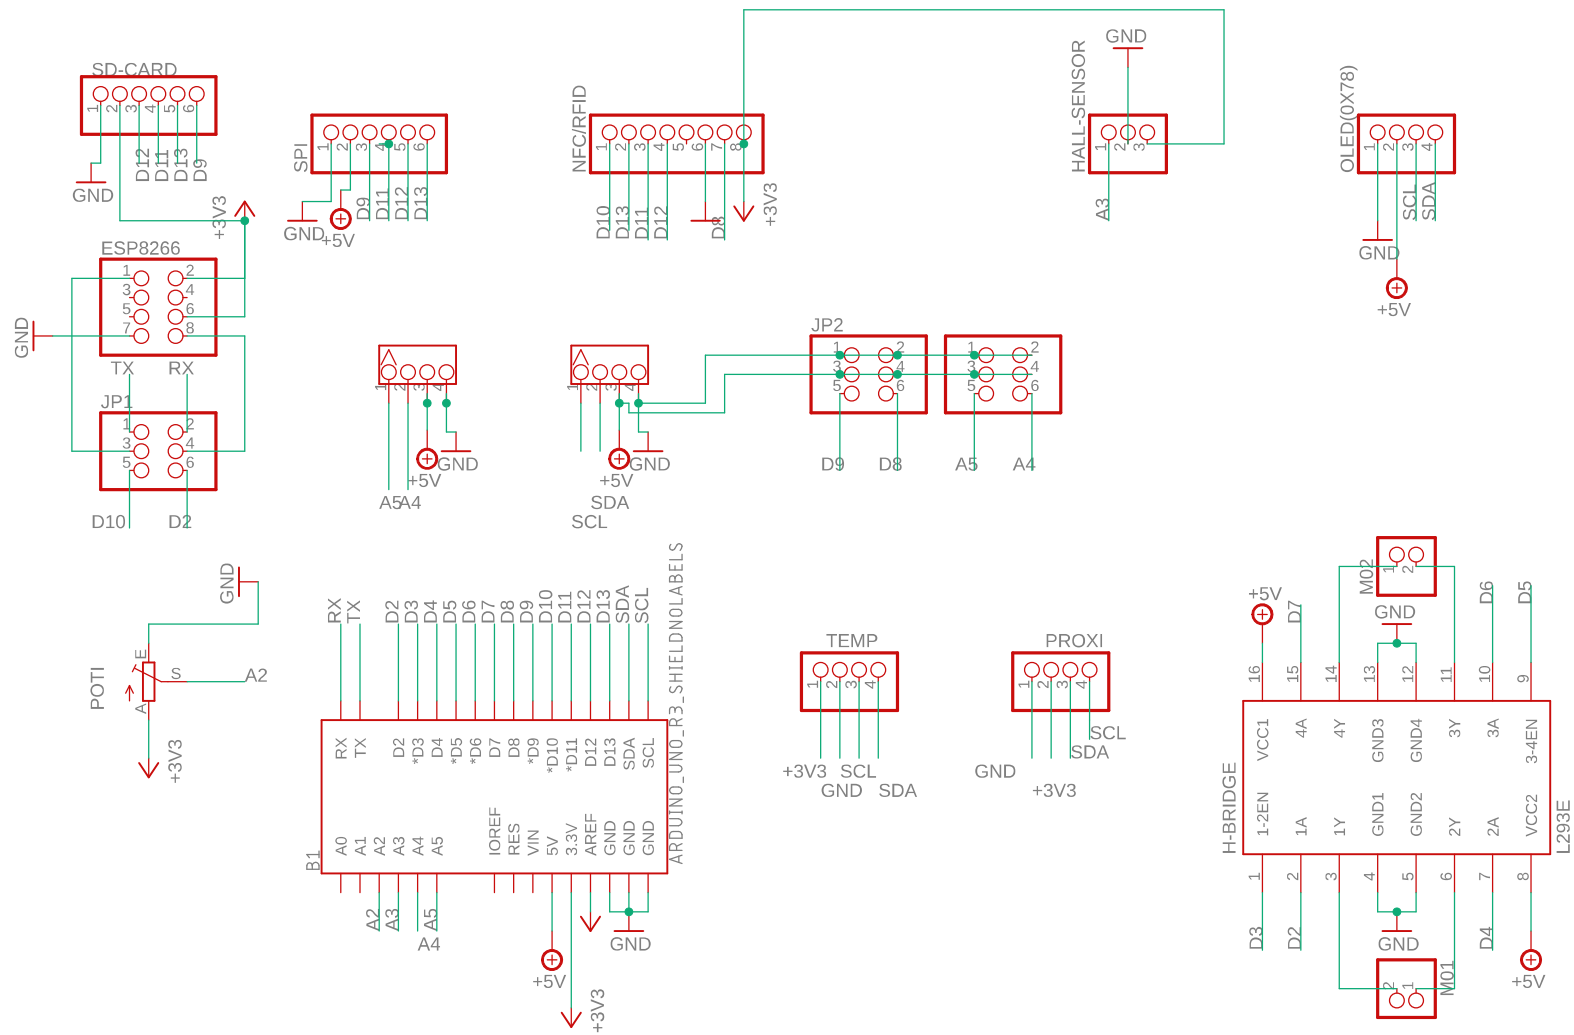 SD-CARD
1 2 3 4 5 6
D12 D11 D13 D9
GND
+3V3
SPI
1 2 3 4 5 6
GND
+5V
D9 D11 D12 D13
NFC/RFID
1 2 3 4 5 6 7 8
D10 D13 D11 D12
D8
+3V3
HALL-SENSOR
GND
1 2 3
A3
OLED(0X78)
1 2 3 4
SCL SDA
GND
+5V
ESP8266
1 2
3 4
5 6
7 8
GND
TX RX
JP1
1 2
3 4
5 6
D10 D2
1 2 3 4
GND
+5V
A5 A4
1 2 3 4
GND
+5V
SDA
SCL
JP2
1 2
3 4
5 6
D9 D8
1 2
3 4
5 6
A5 A4
GND
POTI
E
S
A
A2
+3V3
RX TX D2 D3 D4 D5 D6 D7 D8 D9 D10 D11 D12 D13 SDA SCL
RX TX D2 *D3 D4 *D5 *D6 D7 D8 *D9 *D10 *D11 D12 D13 SDA SCL
ARDUINO_UNO_R3_SHIELDNOLABELS
B1
A0 A1 A2 A3 A4 A5 IOREF RES VIN 5V 3.3V AREF GND GND GND
A2 A3 A5
A4
GND
+5V
+3V3
TEMP
1 2 3 4
+3V3 SCL
GND SDA
PROXI
1 2 3 4
SCL
SDA
GND
+3V3
M02
1 2
+5V
D7
GND
D6 D5
16 15 14 13 12 11 10 9
VCC1 4A 4Y GND3 GND4 3Y 3A 3-4EN
H-BRIDGE
L293E
1-2EN 1A 1Y GND1 GND2 2Y 2A VCC2
1 2 3 4 5 6 7 8
D3 D2
GND
D4
+5V
M01
2 1